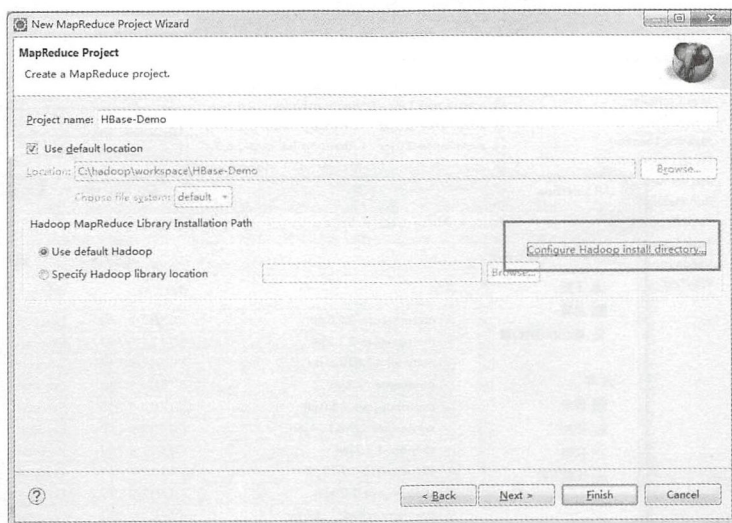 New MapReduce Project Wizard
MapReduce Project
Create a MapReduce project.
Project name: HBase-Demo
Use default location
Location: C:\hadoop\workspace\HBase-Demo Browse...
Choose file system: default
Hadoop MapReduce Library Installation Path
Use default Hadoop Configure Hadoop install directory...
Specify Hadoop library location Browse...
? < Back Next > Finish Cancel